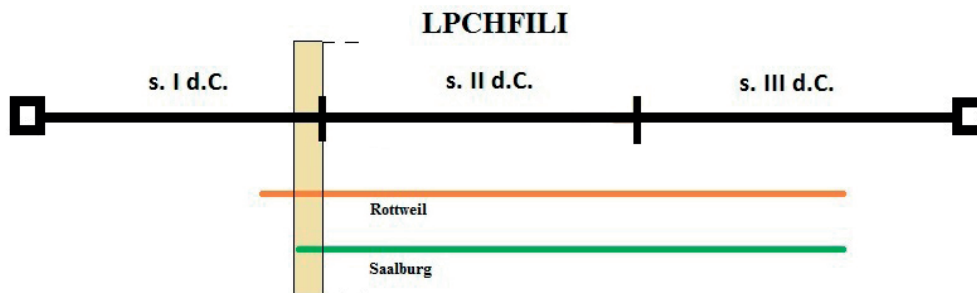 LPCHFILI
s. I d.C.
s. II d.C.
s. III d.C.
Rottweil
Saalburg